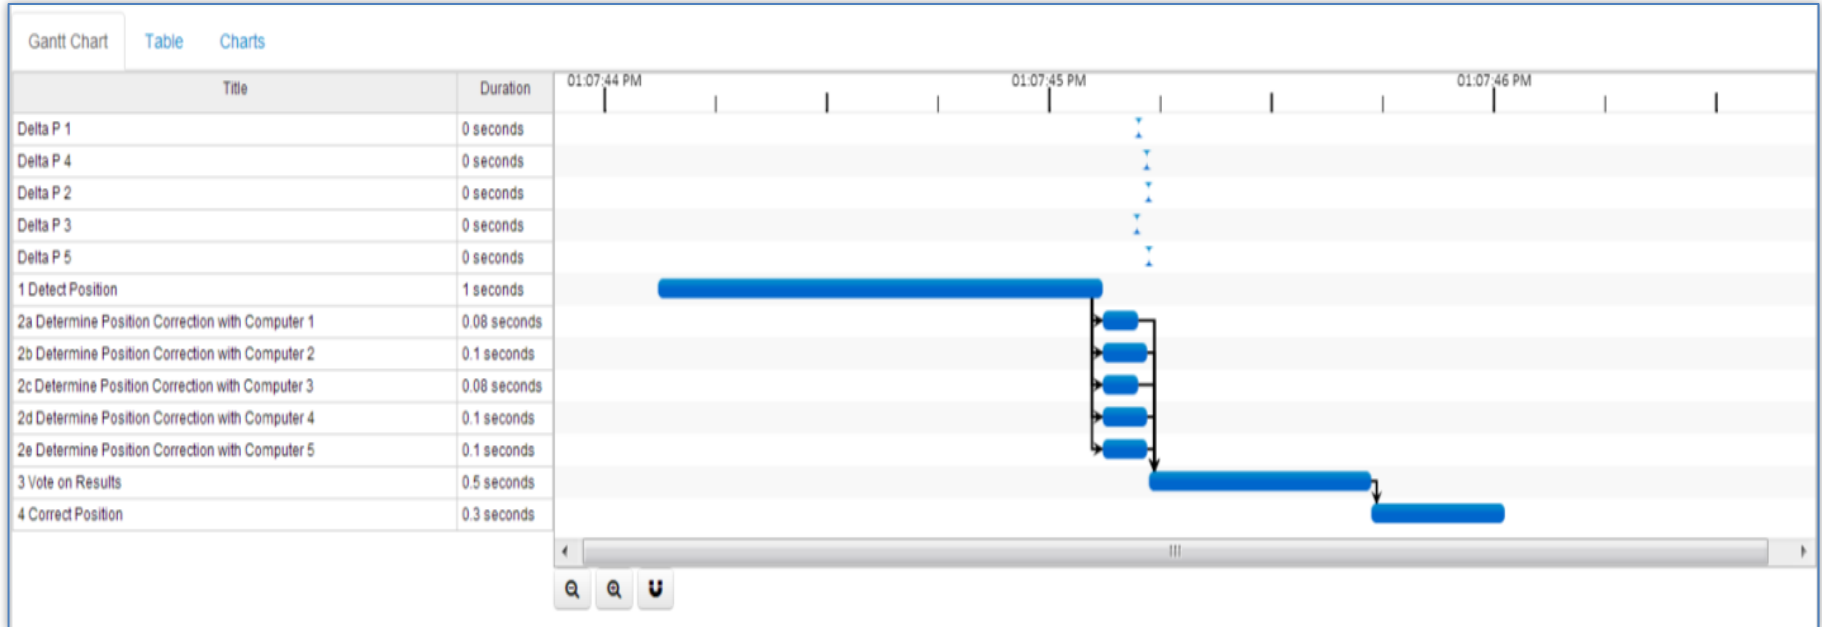 Gantt Chart Table Charts
Title Duration 01:07:44 PM 01:07:45 PM 01:07:46 PM
Delta P 1 0 seconds
Delta P 4 0 seconds
Delta P 2 0 seconds
Delta P 3 0 seconds
Delta P 5 0 seconds
1 Detect Position 1 seconds
2a Determine Position Correction with Computer 1 0.08 seconds
2b Determine Position Correction with Computer 2 0.1 seconds
2c Determine Position Correction with Computer 3 0.08 seconds
2d Determine Position Correction with Computer 4 0.1 seconds
2e Determine Position Correction with Computer 5 0.1 seconds
3 Vote on Results 0.5 seconds
4 Correct Position 0.3 seconds